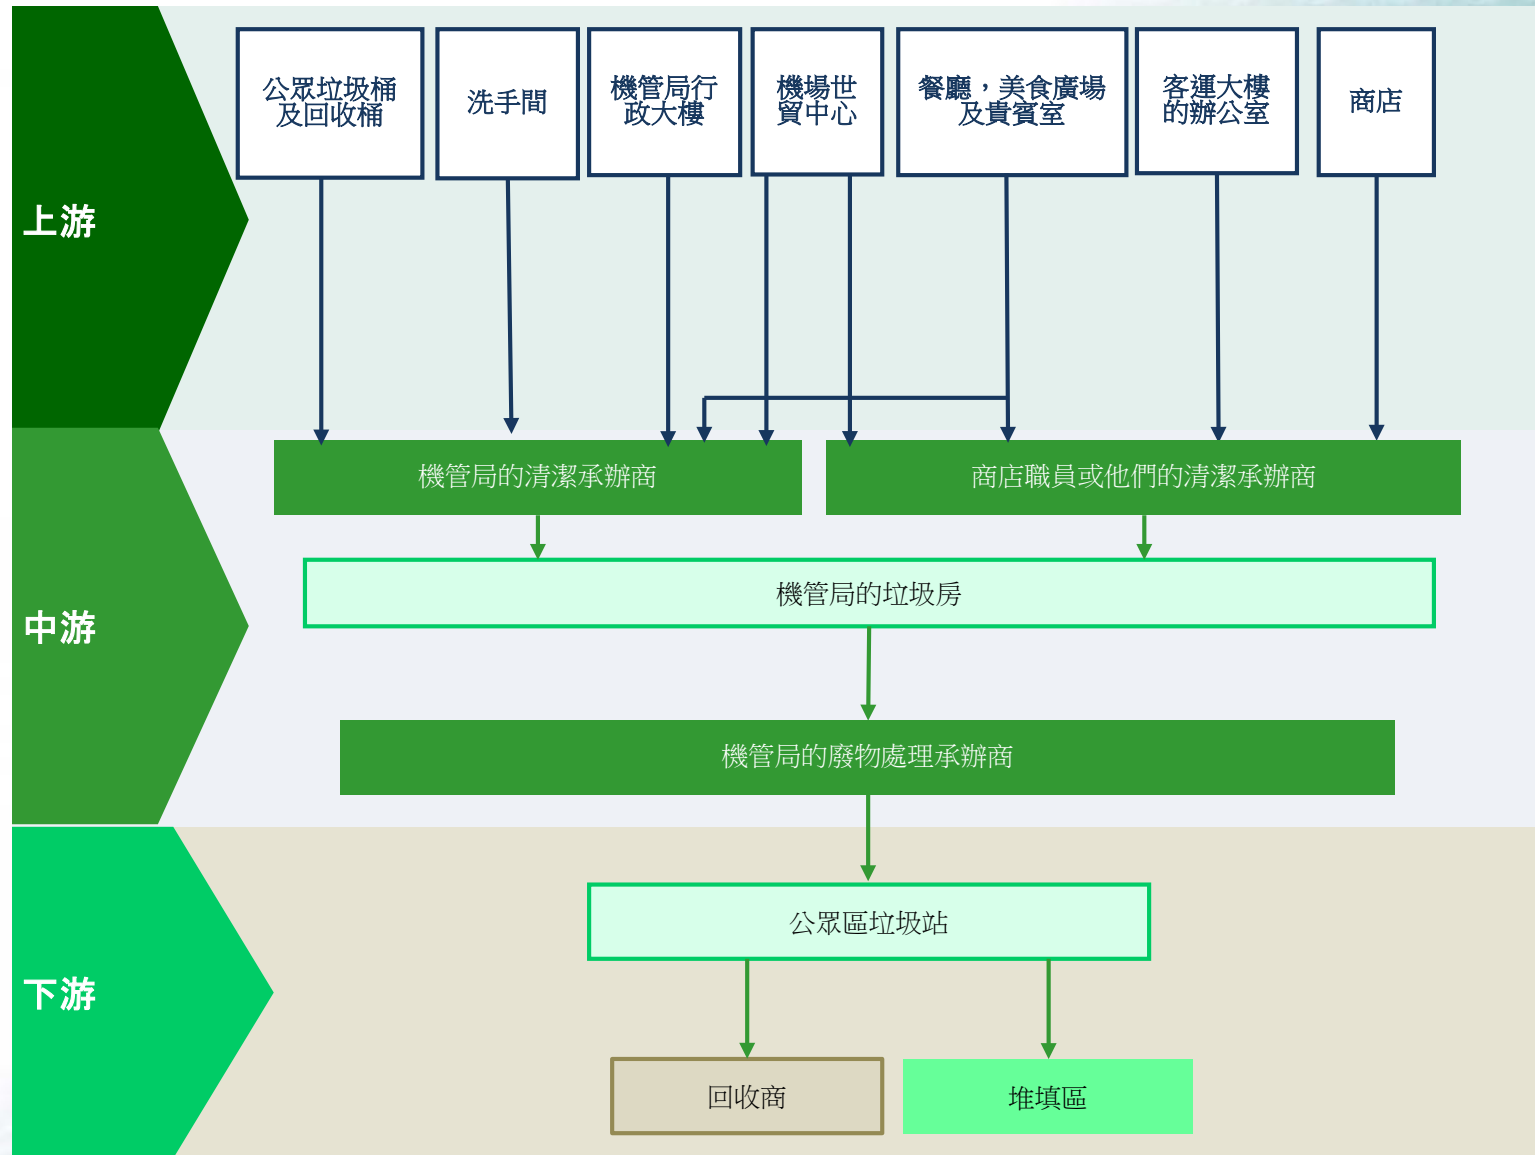 上游
公眾垃圾桶
及回收桶
洗手間
機管局行
政大樓
機場世
貿中心
餐廳，美食廣場
及貴賓室
客運大樓
的辦公室
商店
中游
機管局的清潔承辦商
商店職員或他們的清潔承辦商
機管局的垃圾房
機管局的廢物處理承辦商
下游
公眾區垃圾站
回收商
堆填區